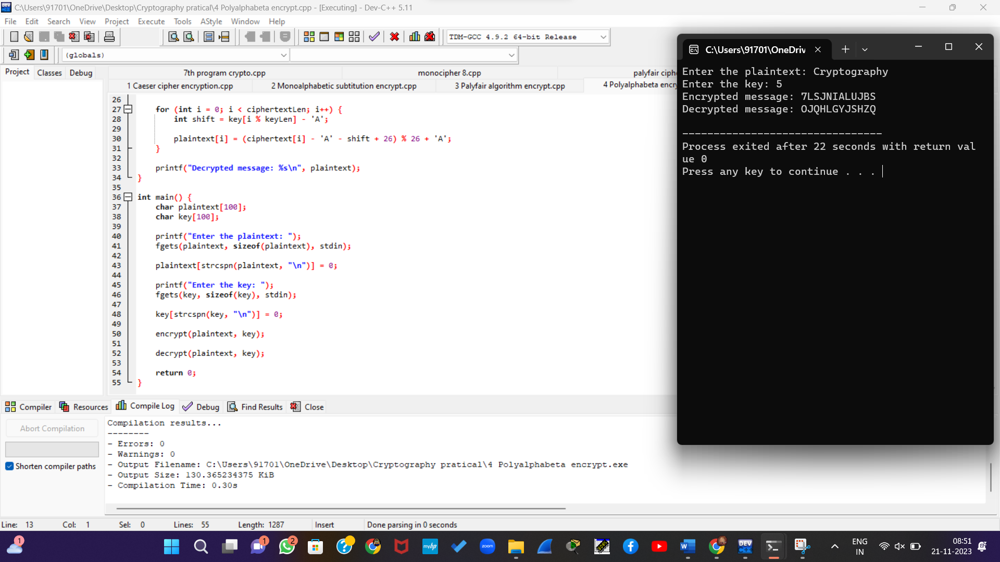 C:\Users\91701\OneDrive\Desktop\Cryptography pratical\4 Polyalphabeta encrypt.cpp - [Executing] - Dev-C++ 5.11
File Edit Search View Project Execute Tools AStyle Window Help
TDM-GCC 4.9.2 64-bit Release
(globals)
Project Classes Debug
7th program crypto.cpp monocipher 8.cpp palyfair ciphe
1 Caeser cipher encryption.cpp 2 Monoalphabetic subtitution encrypt.cpp 3 Palyfair algorithm encrypt.cpp 4 Polyalphabeta encry
26
27 for (int i = 0; i < ciphertextLen; i++) {
28 int shift = key[i % keyLen] - 'A';
29
30 plaintext[i] = (ciphertext[i] - 'A' - shift + 26) % 26 + 'A';
31 }
32
33 printf("Decrypted message: %s\n", plaintext);
34 }
35
36 int main() {
37 char plaintext[100];
38 char key[100];
39
40 printf("Enter the plaintext: ");
41 fgets(plaintext, sizeof(plaintext), stdin);
42
43 plaintext[strcspn(plaintext, "\n")] = 0;
44
45 printf("Enter the key: ");
46 fgets(key, sizeof(key), stdin);
47
48 key[strcspn(key, "\n")] = 0;
49
50 encrypt(plaintext, key);
51
52 decrypt(plaintext, key);
53
54 return 0;
55 }
C:\Users\91701\OneDriv
Enter the plaintext: Cryptography
Enter the key: 5
Encrypted message: 7LSJNIALUJBS
Decrypted message: OJQHLGYJSHZQ
--------------------------------
Process exited after 22 seconds with return val
ue 0
Press any key to continue . . .
Compiler Resources Compile Log Debug Find Results Close
Abort Compilation
Shorten compiler paths
Compilation results...
--------
- Errors: 0
- Warnings: 0
- Output Filename: C:\Users\91701\OneDrive\Desktop\Cryptography pratical\4 Polyalphabeta encrypt.exe
- Output Size: 130.365234375 KiB
- Compilation Time: 0.30s
Line: 13 Col: 1 Sel: 0 Lines: 55 Length: 1287 Insert Done parsing in 0 seconds
1 1 2 myhp zoom W DEV C++ ENG IN 08:51 21-11-2023